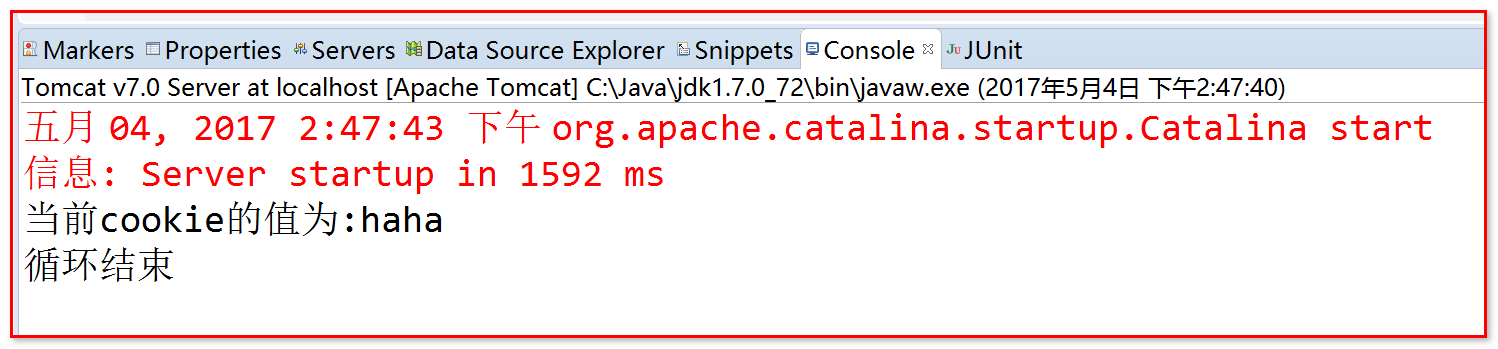 Markers Properties Servers Data Source Explorer Snippets Console JUnit
Tomcat v7.0 Server at localhost [Apache Tomcat] C:\Java\jdk1.7.0_72\bin\javaw.exe (2017年5月4日 下午2:47:40)
五月 04, 2017 2:47:43 下午 org.apache.catalina.startup.Catalina start
信息: Server startup in 1592 ms
当前cookie的值为:haha
循环结束